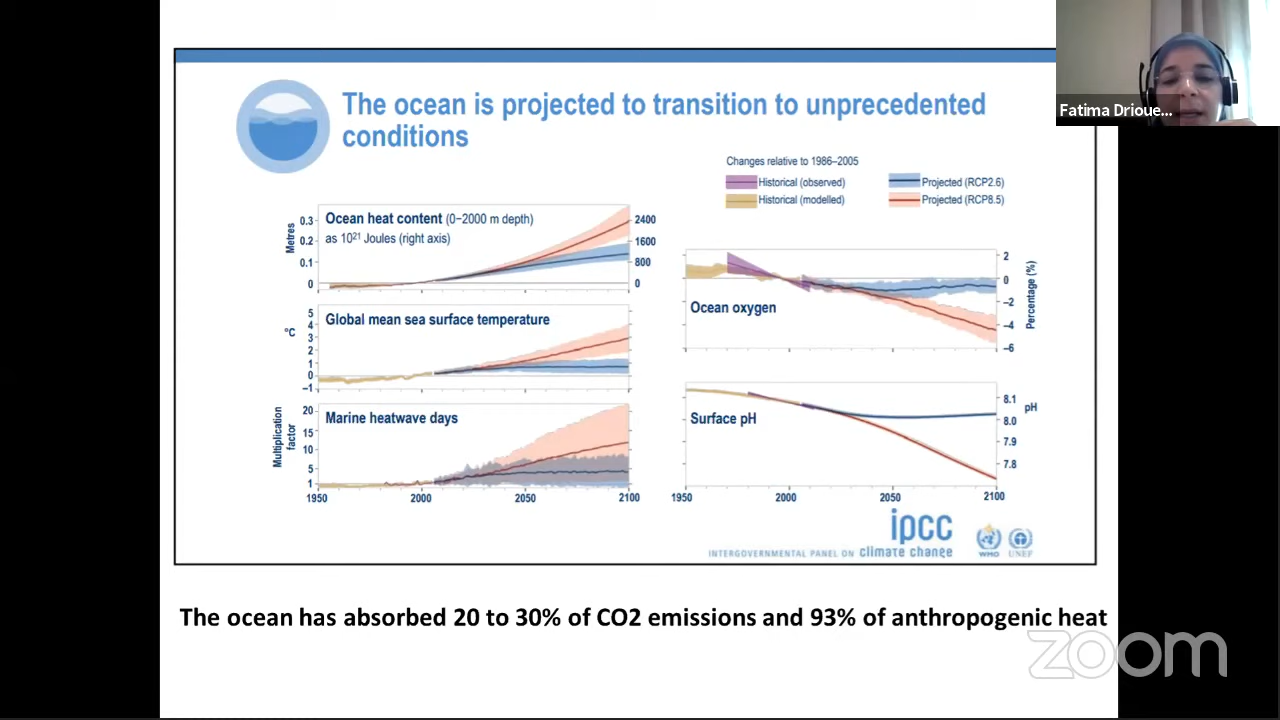 Fatima Drioue...
The ocean is projected to transition to unprecedented
conditions
Changes relative to 1986–2005
Historical (observed)
Projected (RCP2.6)
Historical (modelled)
Projected (RCP8.5)
Metres
0.3
0.2
0.1
0
Ocean heat content (0−2000 m depth)
as 10²¹ Joules (right axis)
2400
1600
800
0
°C
5
4
3
2
1
0
−1
Global mean sea surface temperature
Multiplication
factor
20
15
10
5
1
Marine heatwave days
1950
2000
2050
2100
Ocean oxygen
2
0
−2
−4
−6
Percentage (%)
Surface pH
8.1
8.0
7.9
7.8
pH
1950
2000
2050
2100
ipcc
INTERGOVERNMENTAL PANEL ON climate change
WMO
UNEP
The ocean has absorbed 20 to 30% of CO2 emissions and 93% of anthropogenic heat
zoom